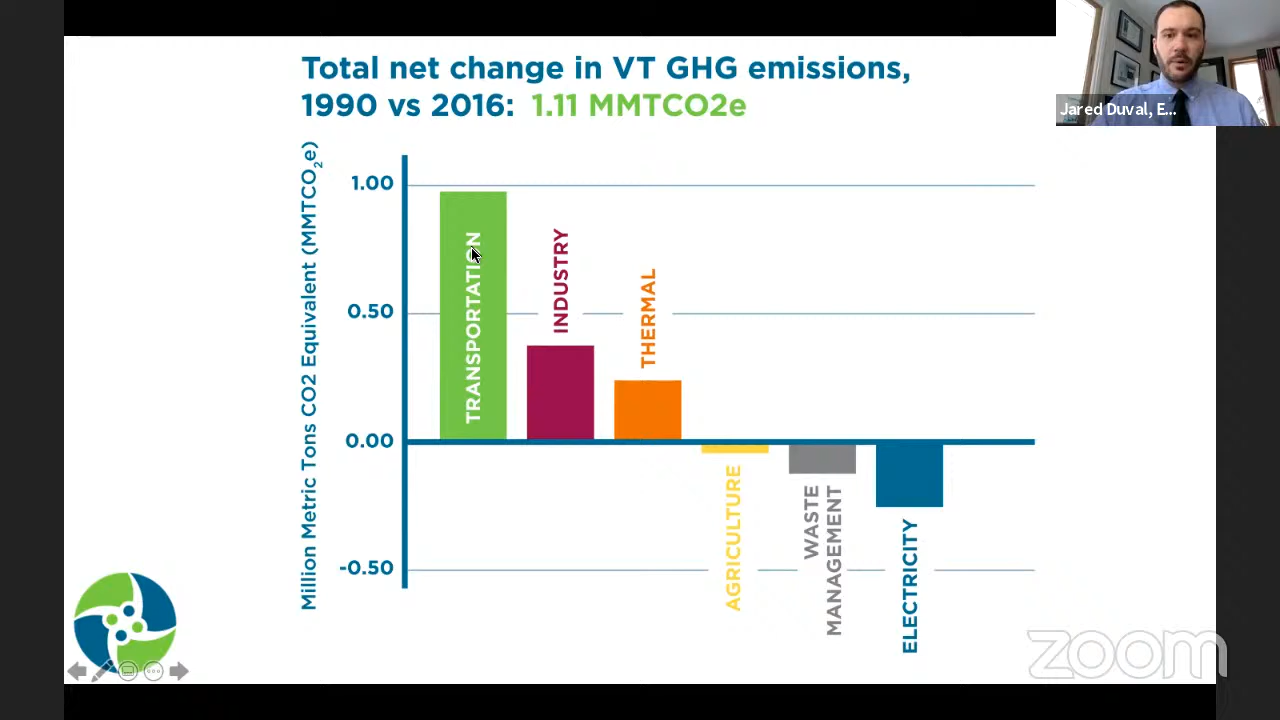 Total net change in VT GHG emissions,
1990 vs 2016: 1.11 MMTCO2e
Jared Duval, E...
Million Metric Tons CO2 Equivalent (MMTCO₂e)
1.00
0.50
0.00
-0.50
TRANSPORTATION
INDUSTRY
THERMAL
AGRICULTURE
WASTE
MANAGEMENT
ELECTRICITY
zoom